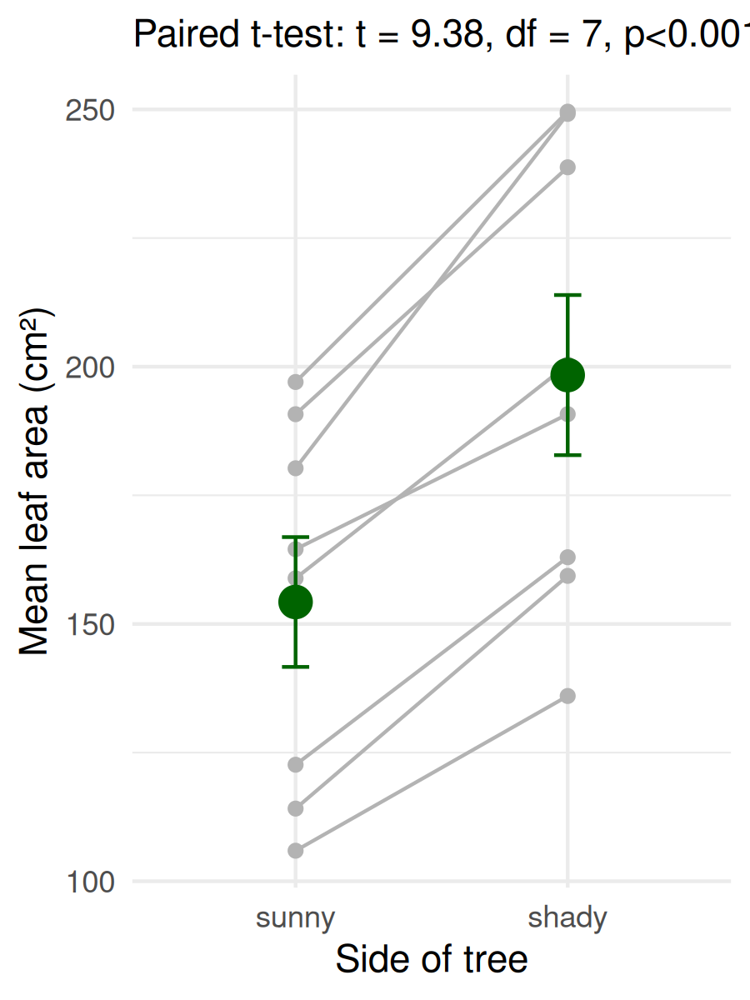 Paired t-test: t = 9.38, df = 7, p<0.001
250
200
150
100
Mean leaf area (cm²)
sunny shady
Side of tree